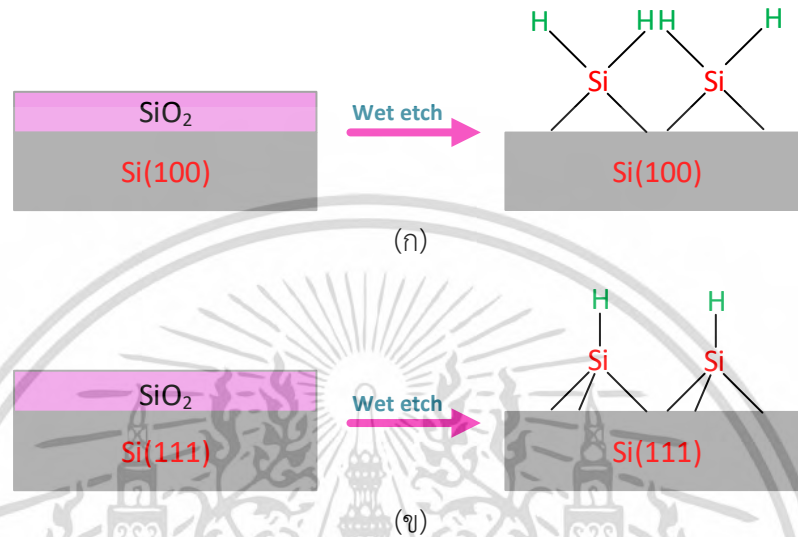 H H H H
Si Si
SiO₂
Wet etch
Si(100)
Si(100)
(ก)
H H
Si Si
SiO₂
Wet etch
Si(111)
Si(111)
(ข)